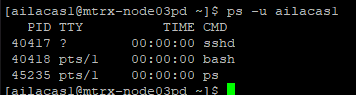 [ailacas1@mtrx-node03pd ~]$ ps -u ailacas1
PID TTY TIME CMD
40417 ? 00:00:00 sshd
40418 pts/1 00:00:00 bash
45235 pts/1 00:00:00 ps
[ailacas1@mtrx-node03pd ~]$